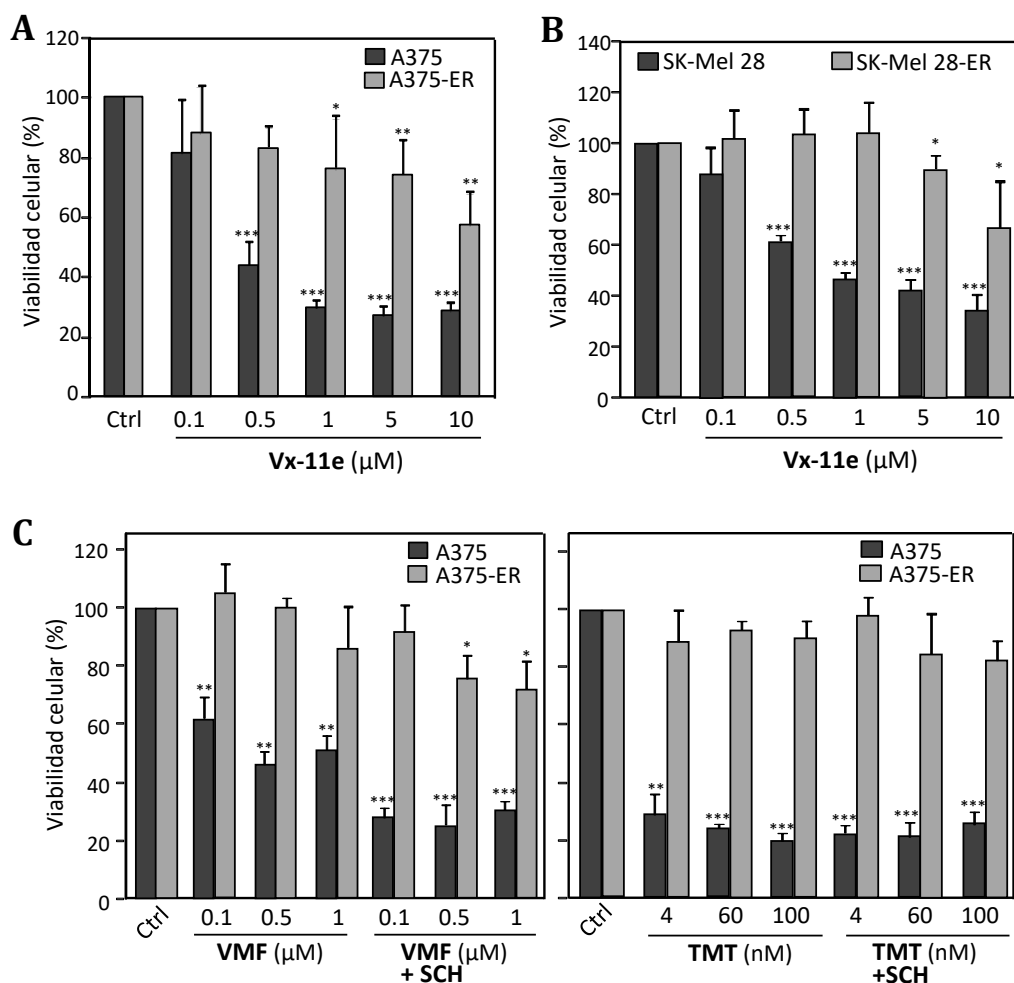 A
120
100
80
60
40
20
0
Viabilidad celular (%)
A375
A375-ER
*
**
**
***
***
***
***
Ctrl
0.1
0.5
1
5
10
Vx-11e (µM)
B
140
120
100
80
60
40
20
0
Viabilidad celular (%)
SK-Mel 28
SK-Mel 28-ER
*
*
***
***
***
***
Ctrl
0.1
0.5
1
5
10
Vx-11e (µM)
C
120
100
80
60
40
20
0
Viabilidad celular (%)
A375
A375-ER
**
**
**
***
***
*
***
*
Ctrl
0.1
0.5
1
0.1
0.5
1
VMF (µM)
VMF (µM)
+ SCH
A375
A375-ER
**
***
***
***
***
***
Ctrl
4
60
100
4
60
100
TMT (nM)
TMT (nM)
+SCH